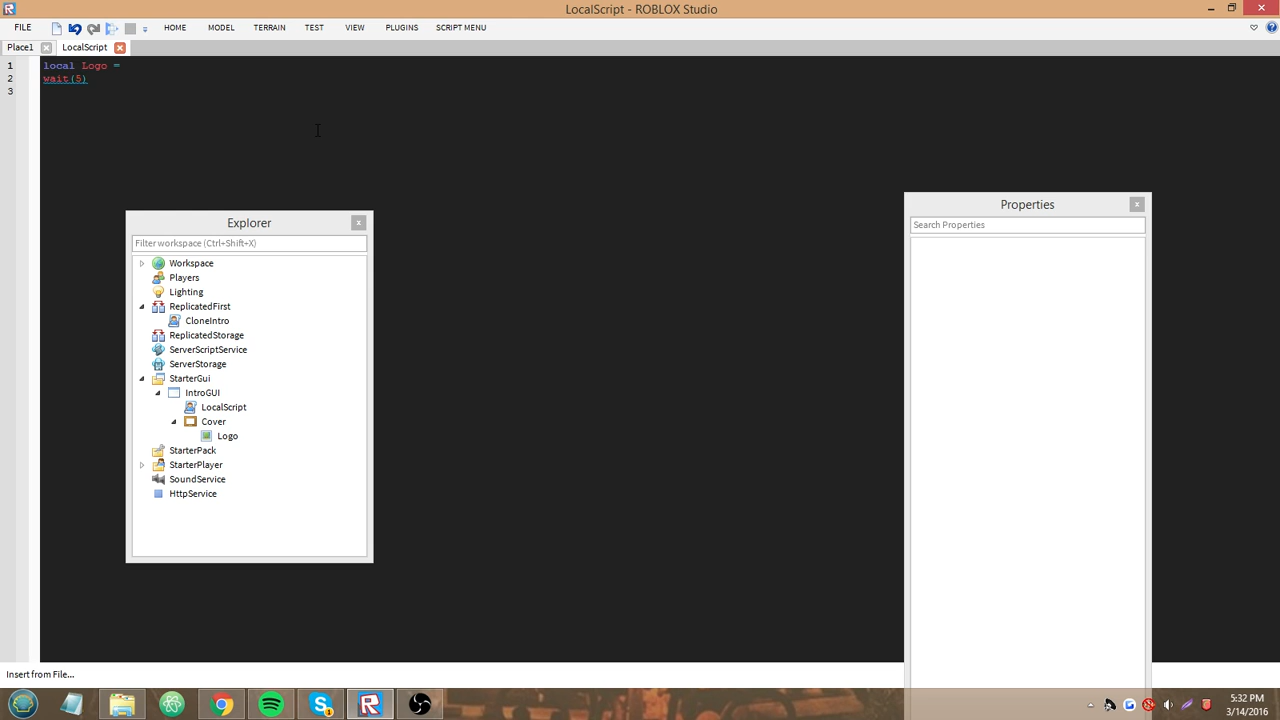 LocalScript - ROBLOX Studio
FILE HOME MODEL TERRAIN TEST VIEW PLUGINS SCRIPT MENU
Place1 LocalScript
1 local Logo =
2 wait(5)
3
Explorer
Filter workspace (Ctrl+Shift+X)
Workspace
Players
Lighting
ReplicatedFirst
CloneIntro
ReplicatedStorage
ServerScriptService
ServerStorage
StarterGui
IntroGUI
LocalScript
Cover
Logo
StarterPack
StarterPlayer
SoundService
HttpService
Properties
Search Properties
Insert from File...
5:32 PM
3/14/2016